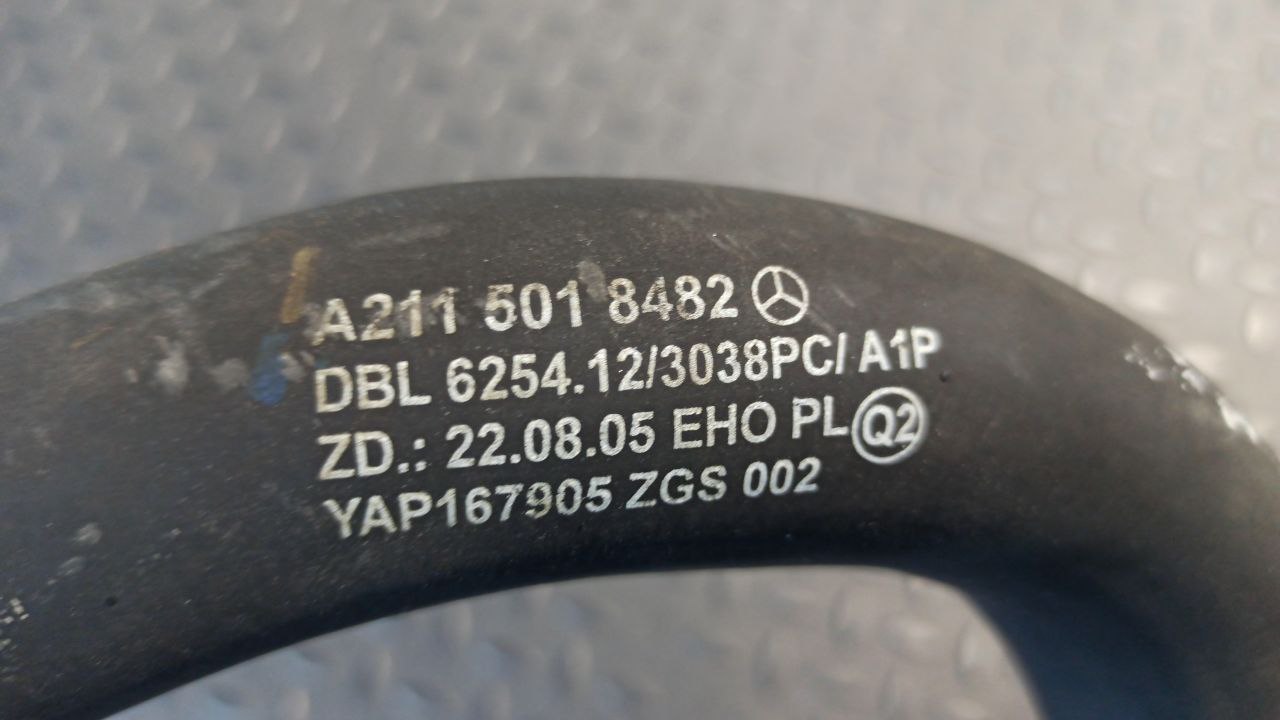 A211 501 8482
DBL 6254.12/3038PC/ A1P
ZD.: 22.08.05 EHO PL Q2
YAP167905 ZGS 002